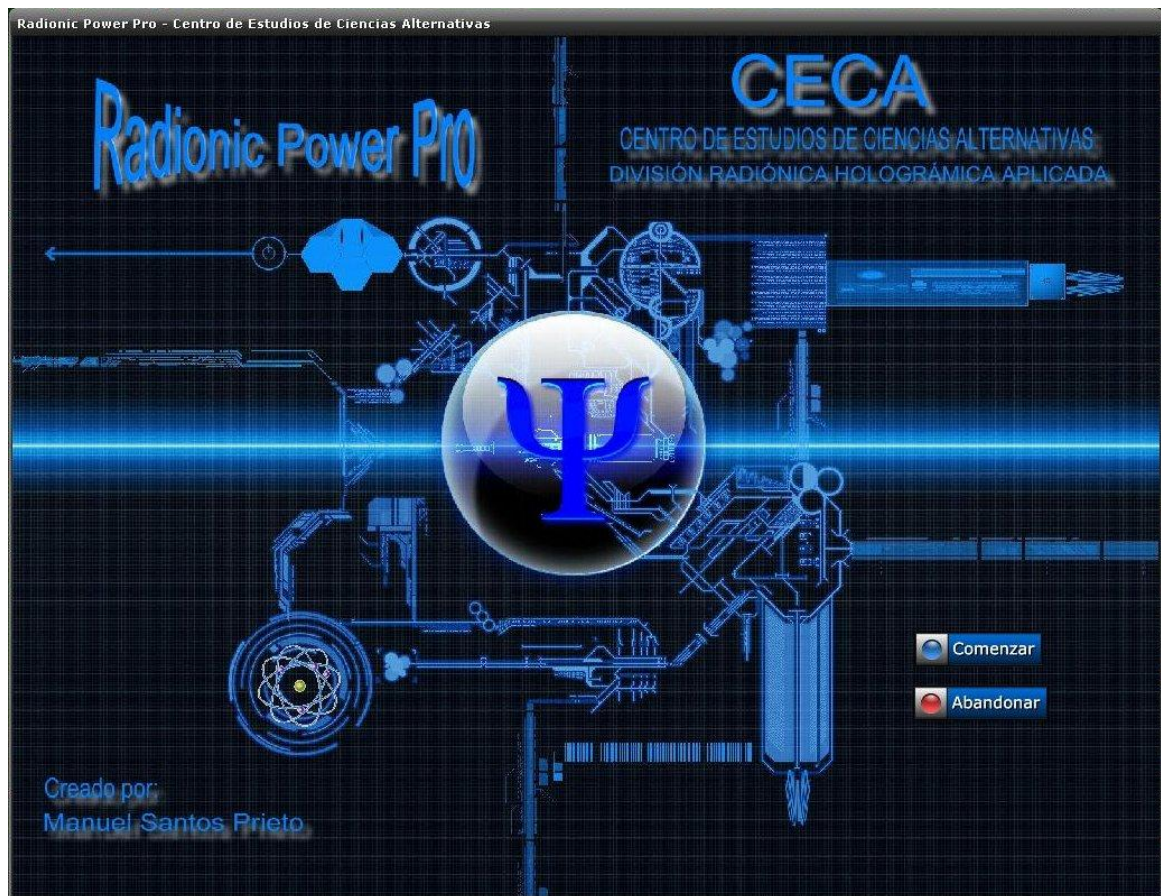 Radionic Power Pro - Centro de Estudios de Ciencias Alternativas
Radionic Power Pro
CECA
CENTRO DE ESTUDIOS DE CIENCIAS ALTERNATIVAS
DIVISIÓN RADIÓNICA HOLOGRÁMICA APLICADA
Ψ
Comenzar
Abandonar
Creado por:
Manuel Santos Prieto